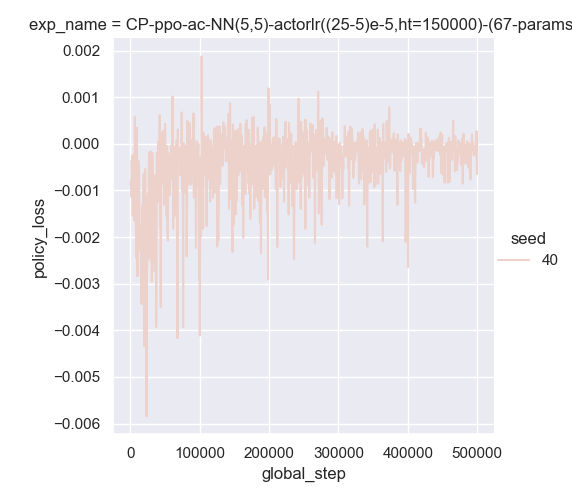 exp_name = CP-ppo-ac-NN(5,5)-actorlr((25-5)e-5,ht=150000)-(67-params
0.002
0.001
0.000
−0.001
−0.002
−0.003
−0.004
−0.005
−0.006
policy_loss
0 100000 200000 300000 400000 500000
global_step
seed
40